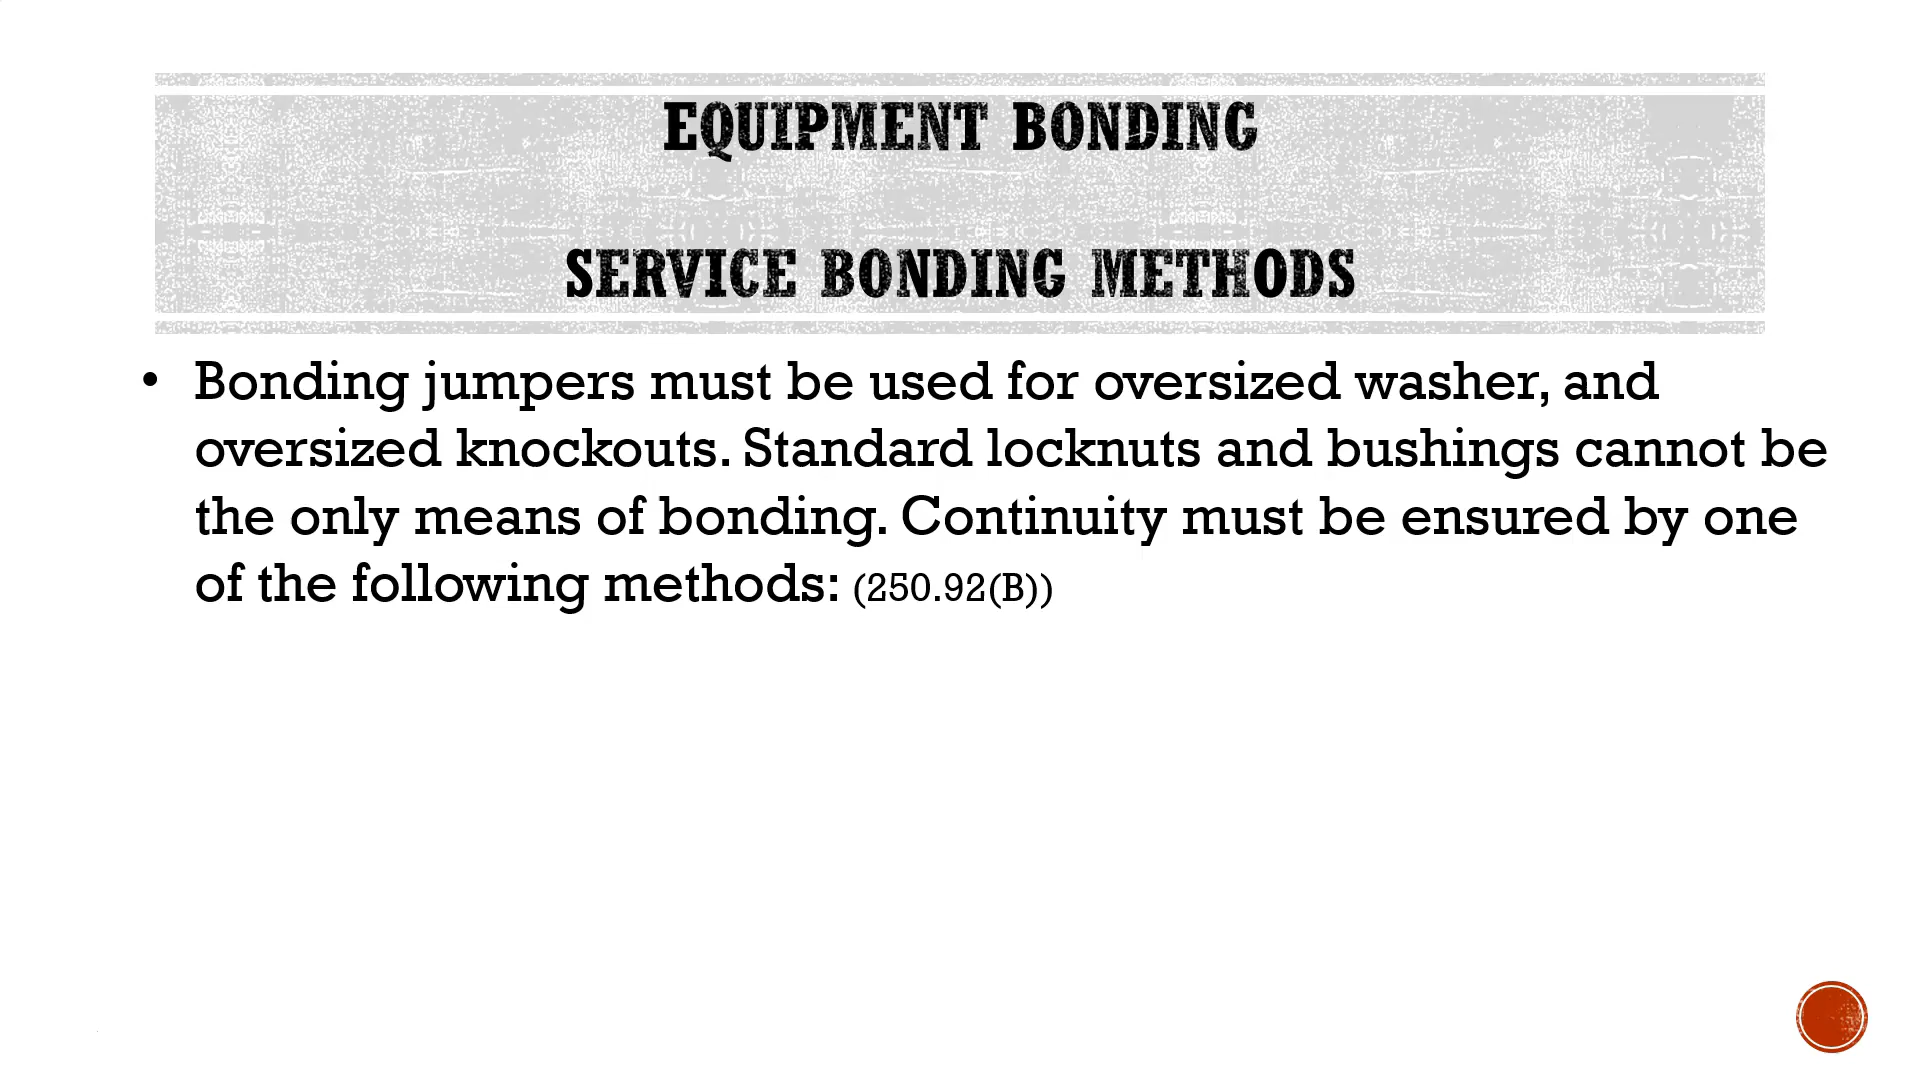 EQUIPMENT BONDING
SERVICE BONDING METHODS
• Bonding jumpers must be used for oversized washer, and
oversized knockouts. Standard locknuts and bushings cannot be
the only means of bonding. Continuity must be ensured by one
of the following methods: (250.92(B))